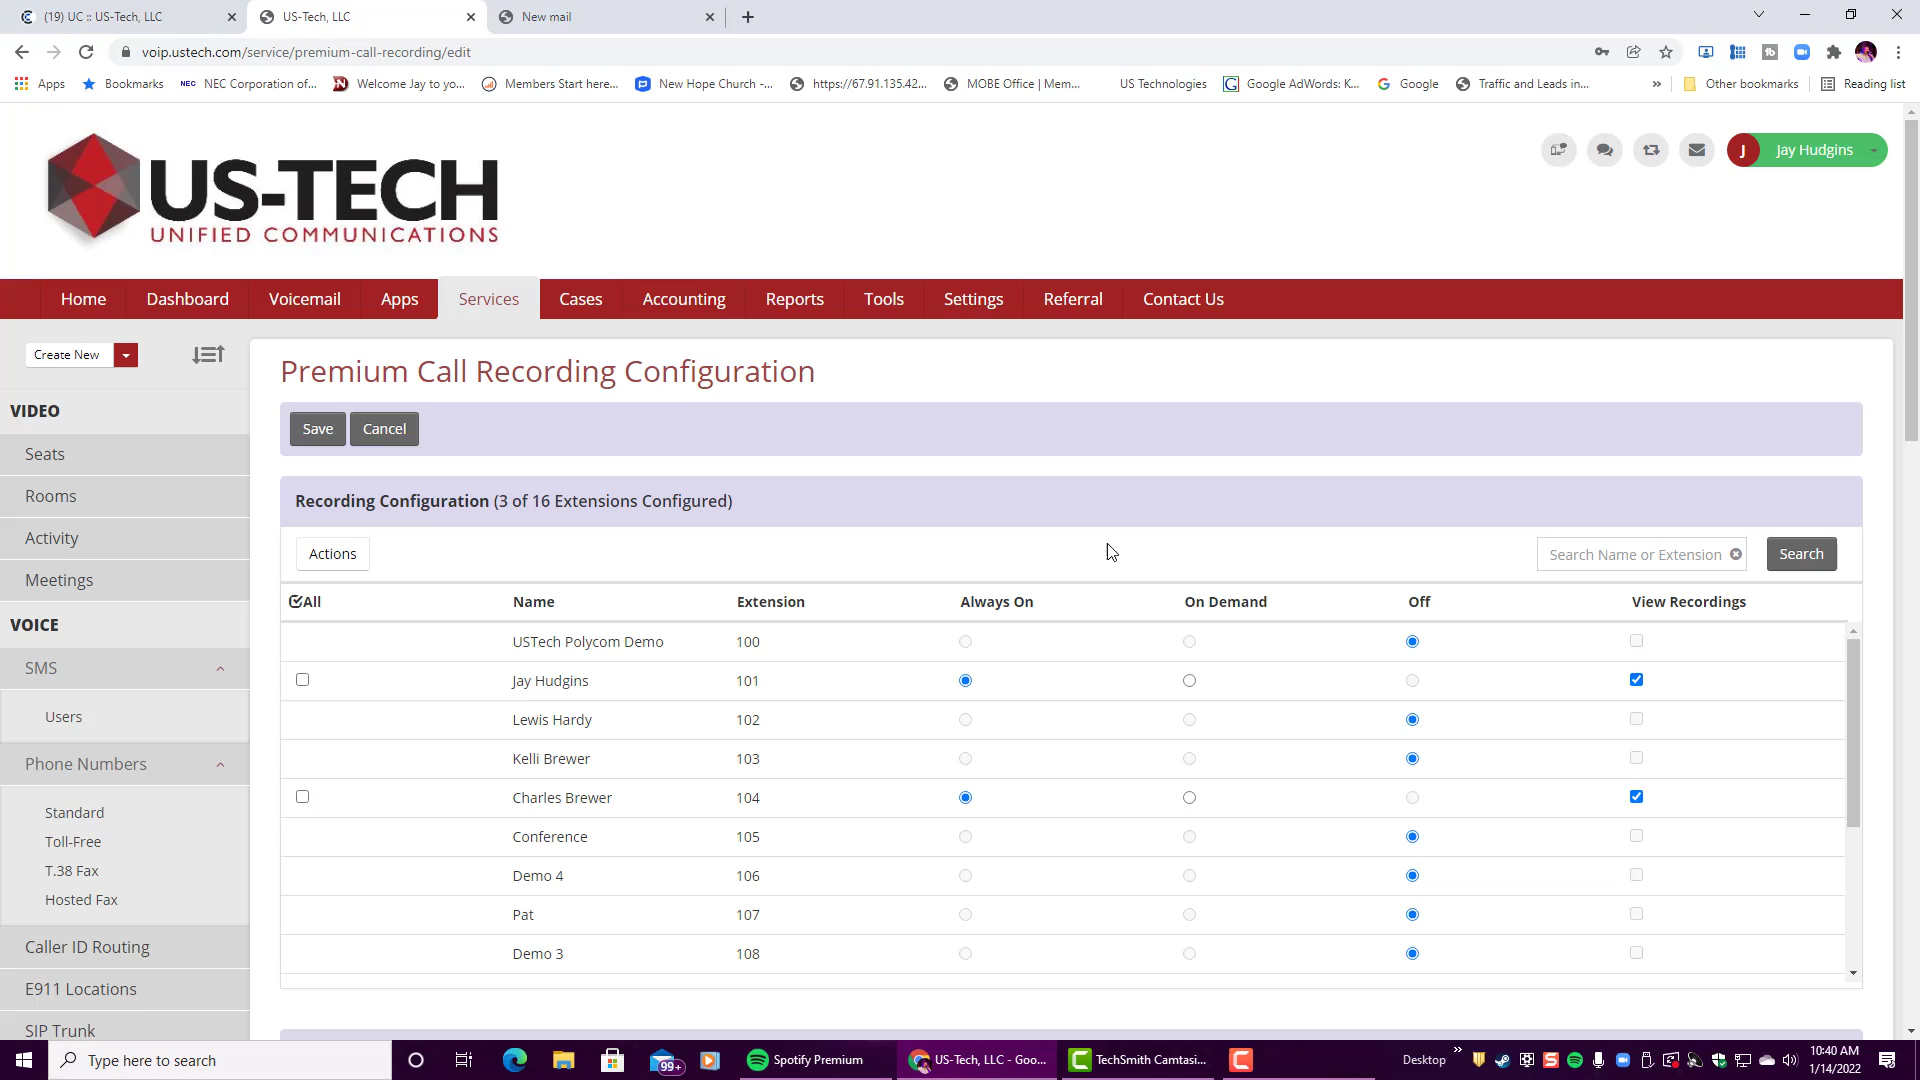 (19) UC :: US-Tech, LLC
US-Tech, LLC
New mail
voip.ustech.com/service/premium-call-recording/edit
Apps
Bookmarks
NEC
NEC Corporation of...
Welcome Jay to yo...
Members Start here...
New Hope Church -...
https://67.91.135.42...
MOBE Office | Mem...
US Technologies
Google AdWords: K...
Google
Traffic and Leads in...
Other bookmarks
Reading list
US-TECH
UNIFIED COMMUNICATIONS
J
Jay Hudgins
Home
Dashboard
Voicemail
Apps
Services
Cases
Accounting
Reports
Tools
Settings
Referral
Contact Us
Create New
VIDEO
Seats
Rooms
Activity
Meetings
VOICE
SMS
Users
Phone Numbers
Standard
Toll-Free
T.38 Fax
Hosted Fax
Caller ID Routing
E911 Locations
SIP Trunk
Premium Call Recording Configuration
Save
Cancel
Recording Configuration (3 of 16 Extensions Configured)
Actions
Search Name or Extension
Search
All Name Extension Always On On Demand Off View Recordings
USTech Polycom Demo 100
Jay Hudgins 101
Lewis Hardy 102
Kelli Brewer 103
Charles Brewer 104
Conference 105
Demo 4 106
Pat 107
Demo 3 108
Type here to search
99+
Spotify Premium
US-Tech, LLC - Goo...
TechSmith Camtasi...
Desktop
10:40 AM
1/14/2022